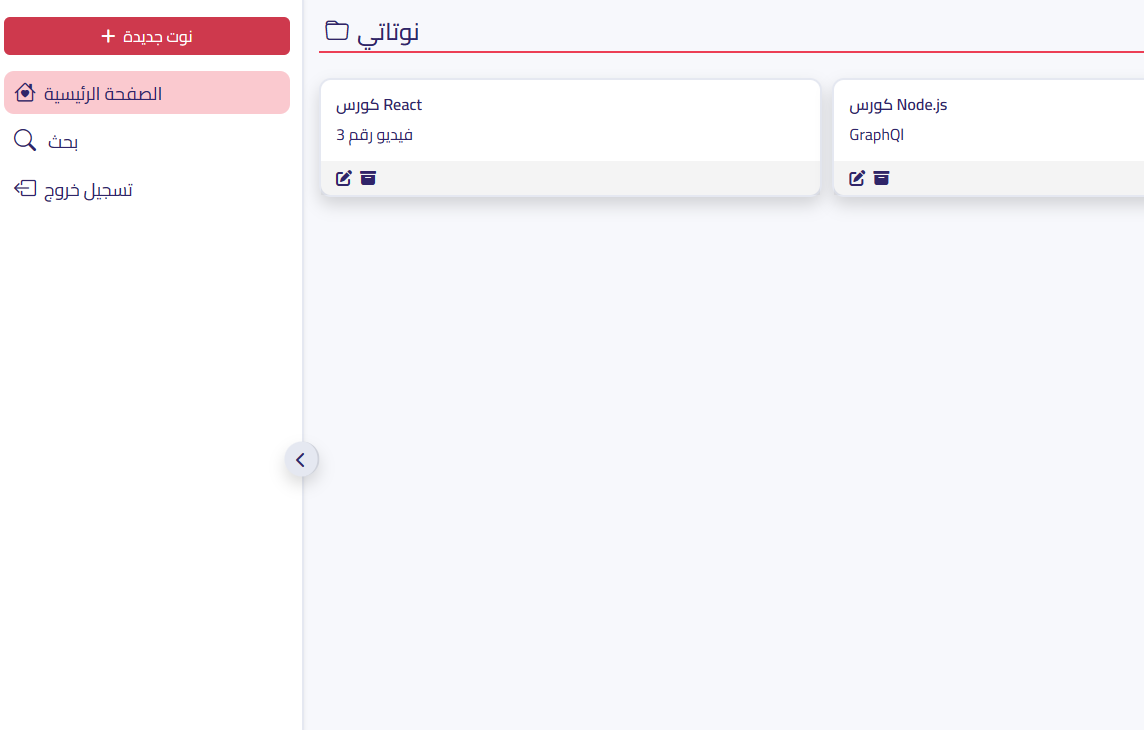 نوت جديدة
الصفحة الرئيسية
بحث
تسجيل خروج
نوتاتي
كورس React
فيديو رقم 3
كورس Node.js
GraphQl